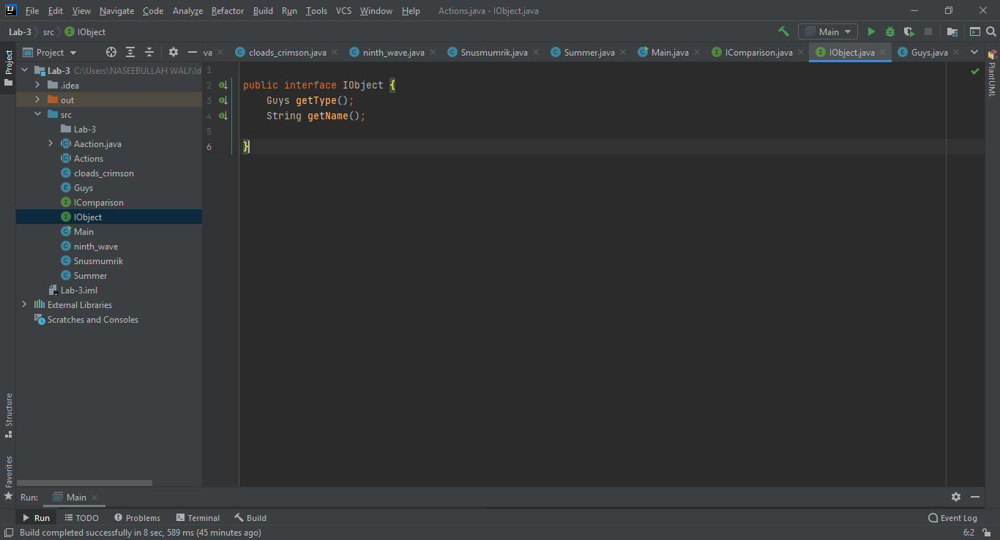 IJ File Edit View Navigate Code Analyze Refactor Build Run Tools VCS Window Help Actions.java - IObject.java
Lab-3 src IObject Main
Project ava cloads_crimson.java ninth_wave.java Snusmumrik.java Summer.java Main.java IComparison.java IObject.java Guys.java
Project
PlantUML
Lab-3 C:\Users\NASEEBULLAH WALI\Id
.idea
out
src
Lab-3
Aaction.java
Actions
cloads_crimson
Guys
IComparison
IObject
Main
ninth_wave
Snusmumrik
Summer
Lab-3.iml
External Libraries
Scratches and Consoles
1
2 public interface IObject {
3 Guys getType();
4 String getName();
5
6 }
Structure
Favorites
Run: Main
Run TODO Problems Terminal Build Event Log
Build completed successfully in 8 sec, 589 ms (45 minutes ago) 6:2